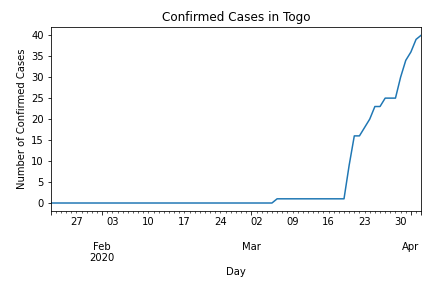 Confirmed Cases in Togo
Number of Confirmed Cases
40
35
30
25
20
15
10
5
0
27 03 10 17 24 02 09 16 23 30
Feb Mar Apr
2020
Day